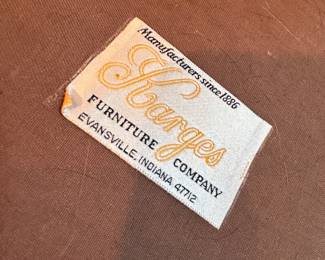 Manufacturers since 1886
Karges
FURNITURE COMPANY
EVANSVILLE, INDIANA 47712